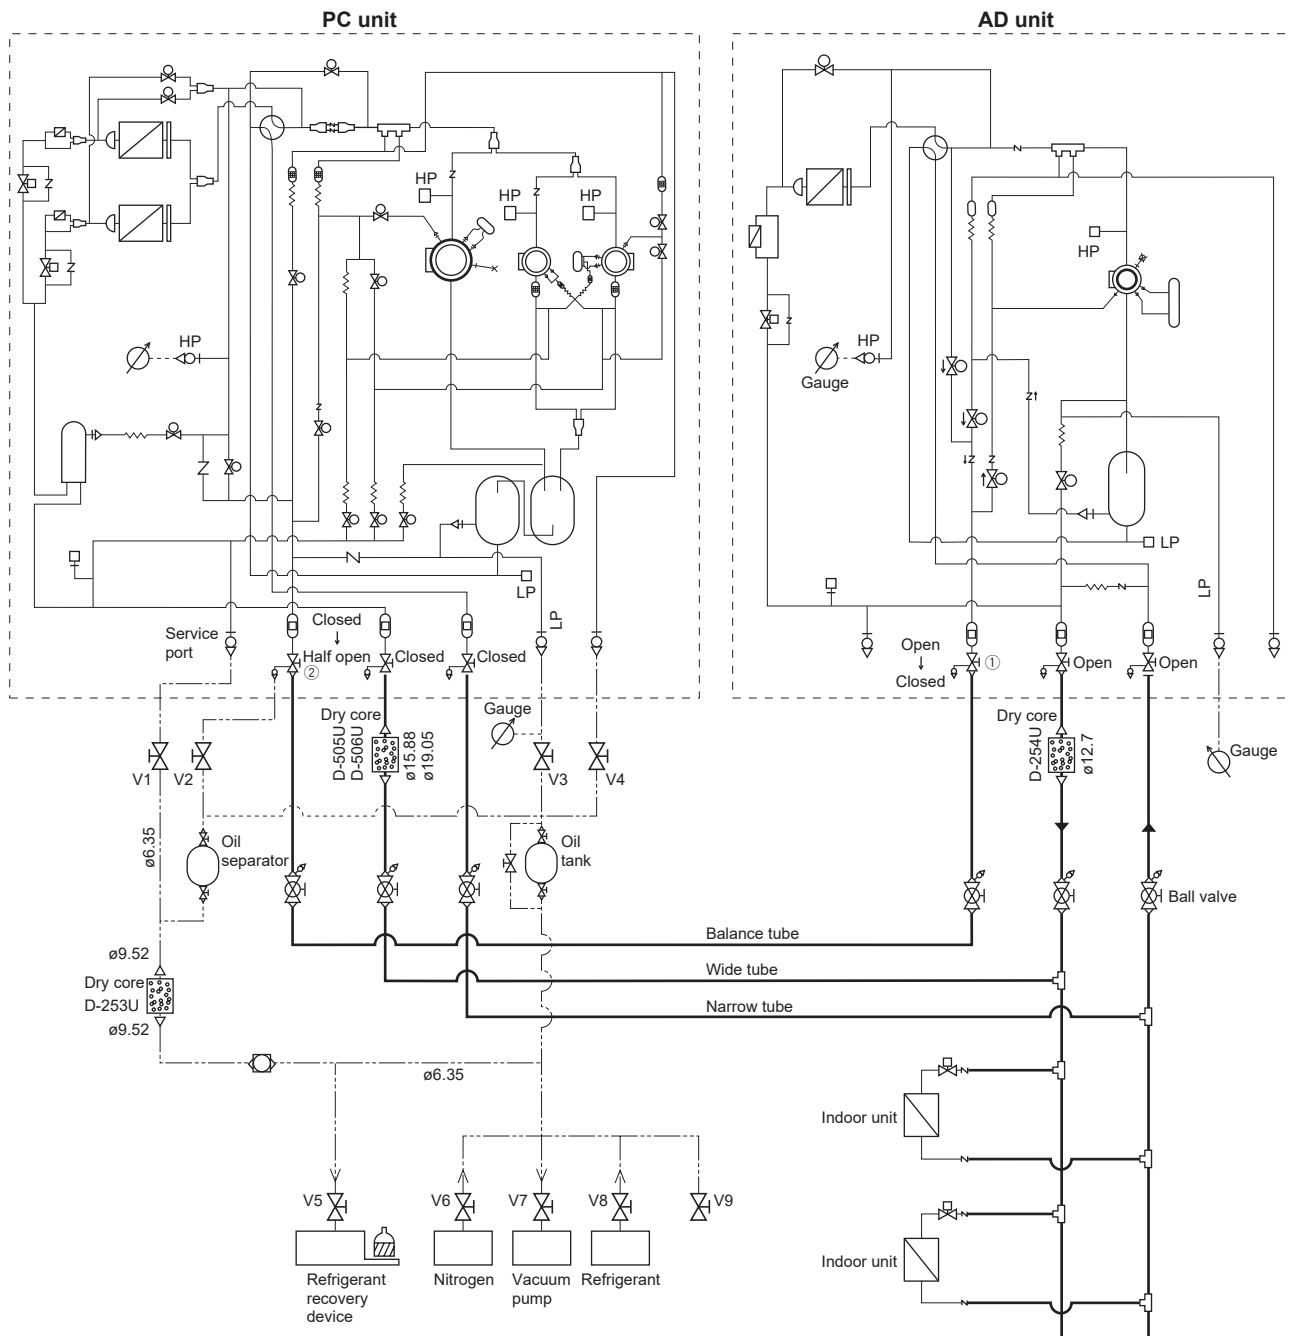 PC unit
AD unit
HP
HP
HP
HP
HP
HP
Gauge
LP
LP
LP
LP
Service
port
Closed
↓
Half open
②
Closed
Closed
Open
↓
Closed
①
Open
Open
Gauge
Dry core
D-505U
D-506U
ø15.88
ø19.05
Dry core
D-254U
ø12.7
Gauge
V1
V2
V3
V4
ø6.35
Oil
separator
Oil
tank
Ball valve
Balance tube
Wide tube
Narrow tube
ø9.52
Dry core
D-253U
ø9.52
ø6.35
Indoor unit
Indoor unit
V5
V6
V7
V8
V9
Refrigerant
recovery
device
Nitrogen
Vacuum
pump
Refrigerant